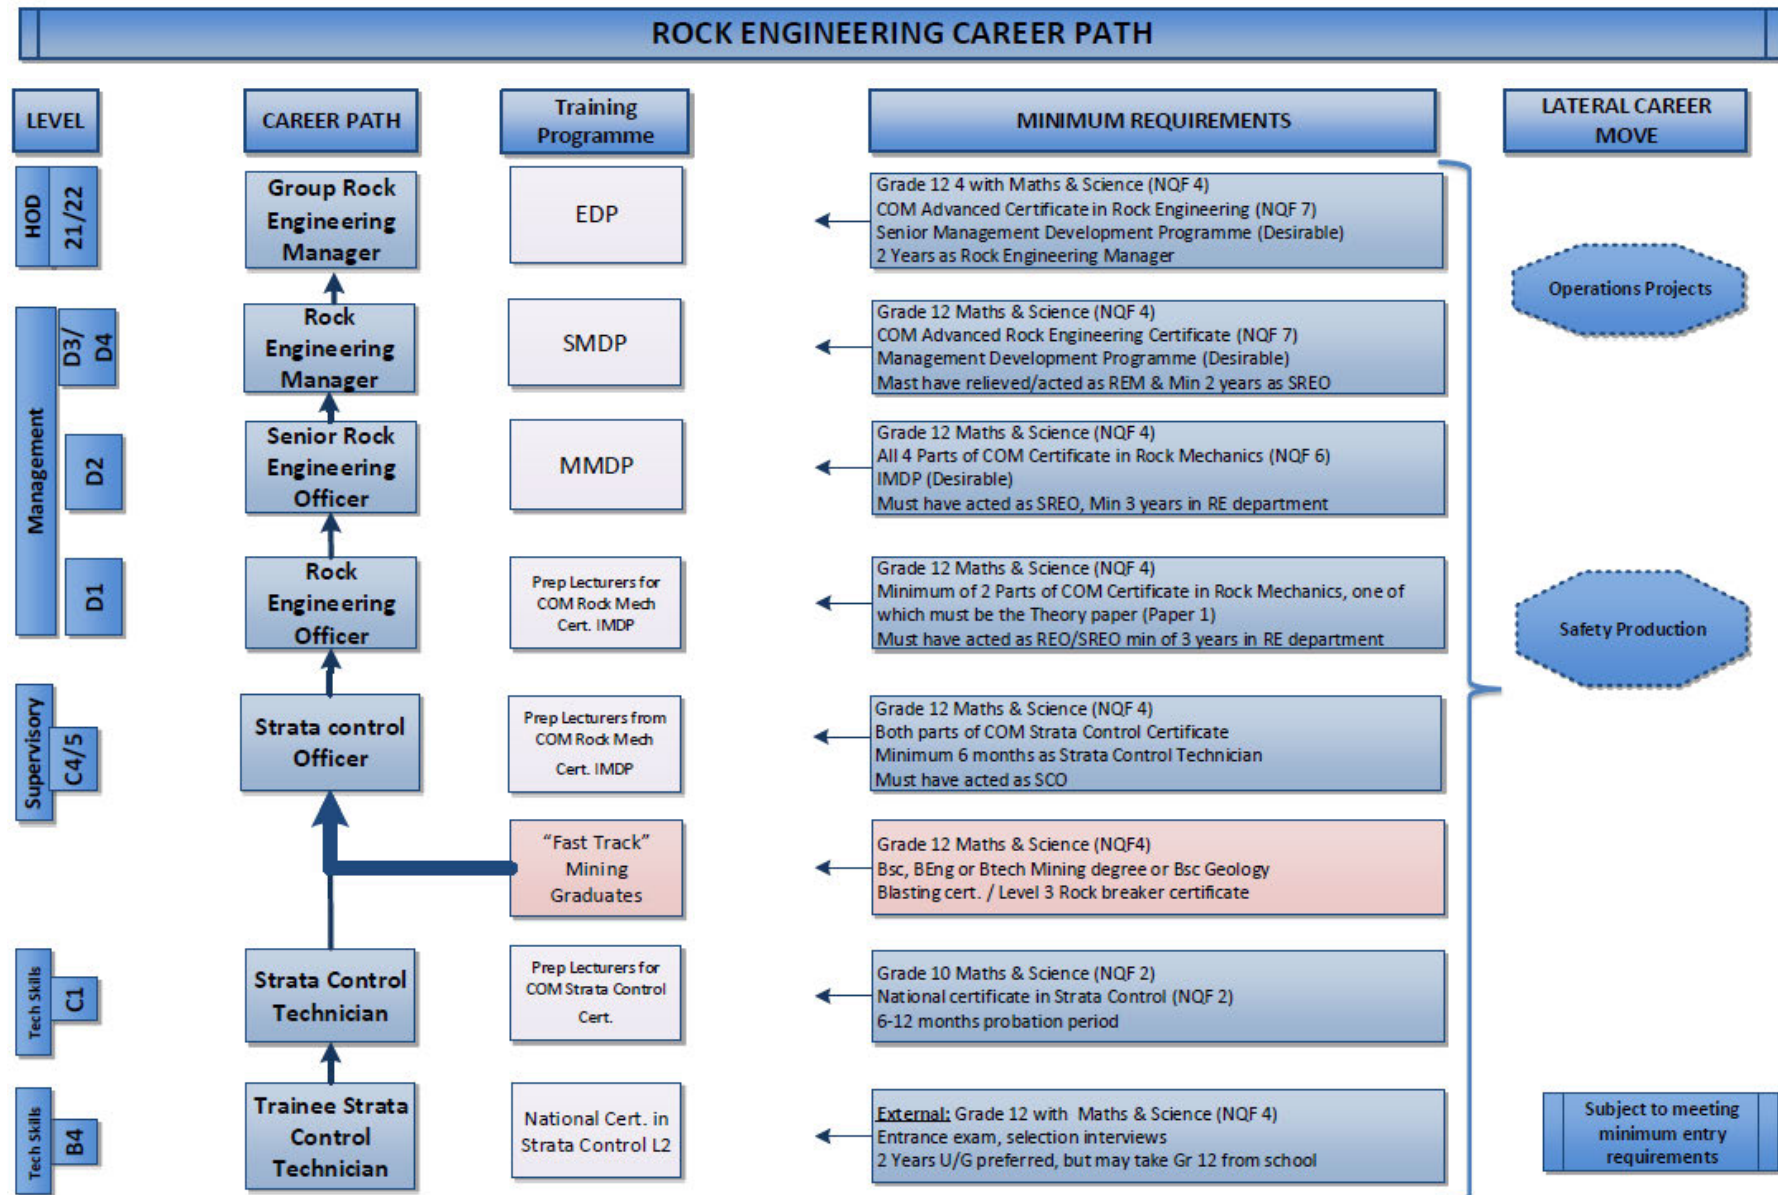 ROCK ENGINEERING CAREER PATH
LEVEL
CAREER PATH
Training
Programme
MINIMUM REQUIREMENTS
LATERAL CAREER
MOVE
HOD
21/22
Group Rock
Engineering
Manager
EDP
Grade 12 4 with Maths & Science (NQF 4)
COM Advanced Certificate in Rock Engineering (NQF 7)
Senior Management Development Programme (Desirable)
2 Years as Rock Engineering Manager
Operations Projects
Management
D3/
D4
Rock
Engineering
Manager
SMDP
Grade 12 Maths & Science (NQF 4)
COM Advanced Rock Engineering Certificate (NQF 7)
Management Development Programme (Desirable)
Mast have relieved/acted as REM & Min 2 years as SREO
D2
Senior Rock
Engineering
Officer
MMDP
Grade 12 Maths & Science (NQF 4)
All 4 Parts of COM Certificate in Rock Mechanics (NQF 6)
IMDP (Desirable)
Must have acted as SREO, Min 3 years in RE department
D1
Rock
Engineering
Officer
Prep Lecturers for
COM Rock Mech
Cert. IMDP
Grade 12 Maths & Science (NQF 4)
Minimum of 2 Parts of COM Certificate in Rock Mechanics, one of
which must be the Theory paper (Paper 1)
Must have acted as REO/SREO min of 3 years in RE department
Safety Production
Supervisory
C4/5
Strata control
Officer
Prep Lecturers from
COM Rock Mech
Cert. IMDP
Grade 12 Maths & Science (NQF 4)
Both parts of COM Strata Control Certificate
Minimum 6 months as Strata Control Technician
Must have acted as SCO
“Fast Track”
Mining
Graduates
Grade 12 Maths & Science (NQF4)
Bsc, BEng or Btech Mining degree or Bsc Geology
Blasting cert. / Level 3 Rock breaker certificate
Tech Skills
C1
Strata Control
Technician
Prep Lecturers for
COM Strata Control
Cert.
Grade 10 Maths & Science (NQF 2)
National certificate in Strata Control (NQF 2)
6-12 months probation period
Tech Skills
B4
Trainee Strata
Control
Technician
National Cert. in
Strata Control L2
External: Grade 12 with Maths & Science (NQF 4)
Entrance exam, selection interviews
2 Years U/G preferred, but may take Gr 12 from school
Subject to meeting
minimum entry
requirements